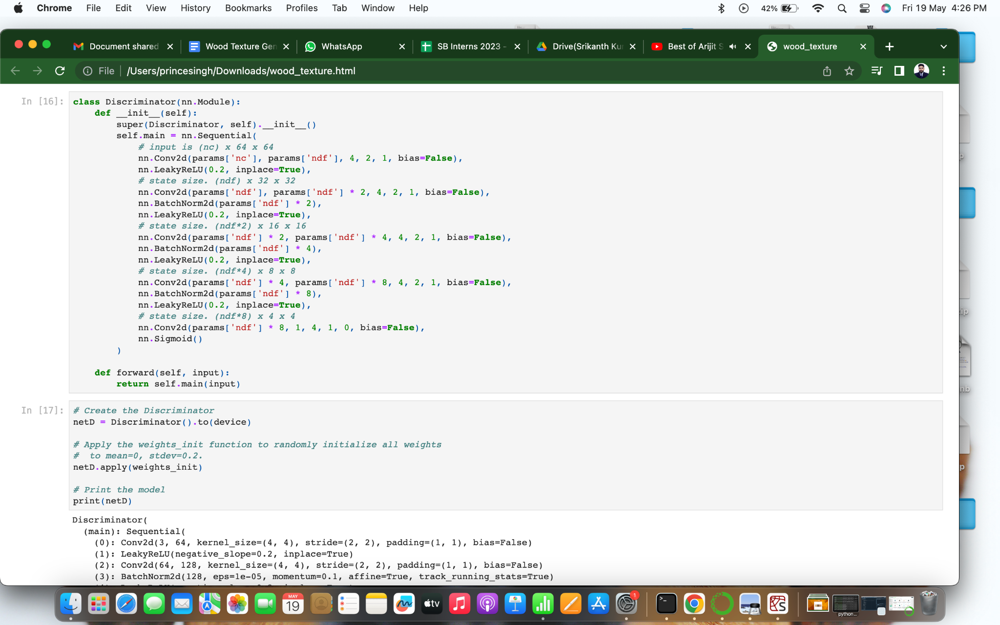 Chrome File Edit View History Bookmarks Profiles Tab Window Help 42% Fri 19 May 4:26 PM
Document shared Wood Texture Gen WhatsApp SB Interns 2023 - Drive(Srikanth Kur Best of Arijit S wood_texture
File /Users/princesingh/Downloads/wood_texture.html
In [16]: class Discriminator(nn.Module):
    def __init__(self):
        super(Discriminator, self).__init__()
        self.main = nn.Sequential(
            # input is (nc) x 64 x 64
            nn.Conv2d(params['nc'], params['ndf'], 4, 2, 1, bias=False),
            nn.LeakyReLU(0.2, inplace=True),
            # state size. (ndf) x 32 x 32
            nn.Conv2d(params['ndf'], params['ndf'] * 2, 4, 2, 1, bias=False),
            nn.BatchNorm2d(params['ndf'] * 2),
            nn.LeakyReLU(0.2, inplace=True),
            # state size. (ndf*2) x 16 x 16
            nn.Conv2d(params['ndf'] * 2, params['ndf'] * 4, 4, 2, 1, bias=False),
            nn.BatchNorm2d(params['ndf'] * 4),
            nn.LeakyReLU(0.2, inplace=True),
            # state size. (ndf*4) x 8 x 8
            nn.Conv2d(params['ndf'] * 4, params['ndf'] * 8, 4, 2, 1, bias=False),
            nn.BatchNorm2d(params['ndf'] * 8),
            nn.LeakyReLU(0.2, inplace=True),
            # state size. (ndf*8) x 4 x 4
            nn.Conv2d(params['ndf'] * 8, 1, 4, 1, 0, bias=False),
            nn.Sigmoid()
        )
    def forward(self, input):
        return self.main(input)
In [17]: # Create the Discriminator
netD = Discriminator().to(device)
# Apply the weights_init function to randomly initialize all weights
#  to mean=0, stdev=0.2.
netD.apply(weights_init)
# Print the model
print(netD)
Discriminator(
  (main): Sequential(
    (0): Conv2d(3, 64, kernel_size=(4, 4), stride=(2, 2), padding=(1, 1), bias=False)
    (1): LeakyReLU(negative_slope=0.2, inplace=True)
    (2): Conv2d(64, 128, kernel_size=(4, 4), stride=(2, 2), padding=(1, 1), bias=False)
    (3): BatchNorm2d(128, eps=1e-05, momentum=0.1, affine=True, track_running_stats=True)
MAY
19
tv
1
python...